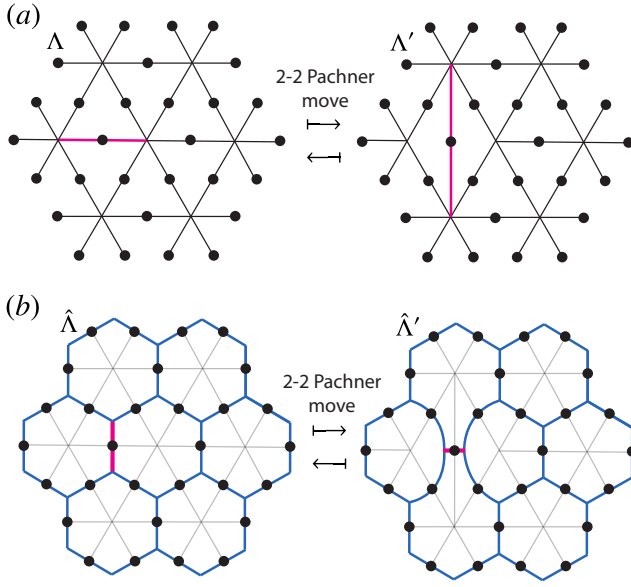 (a)
Λ
Λ′
2-2 Pachner
move
(b)
Λ̂
Λ̂′
2-2 Pachner
move